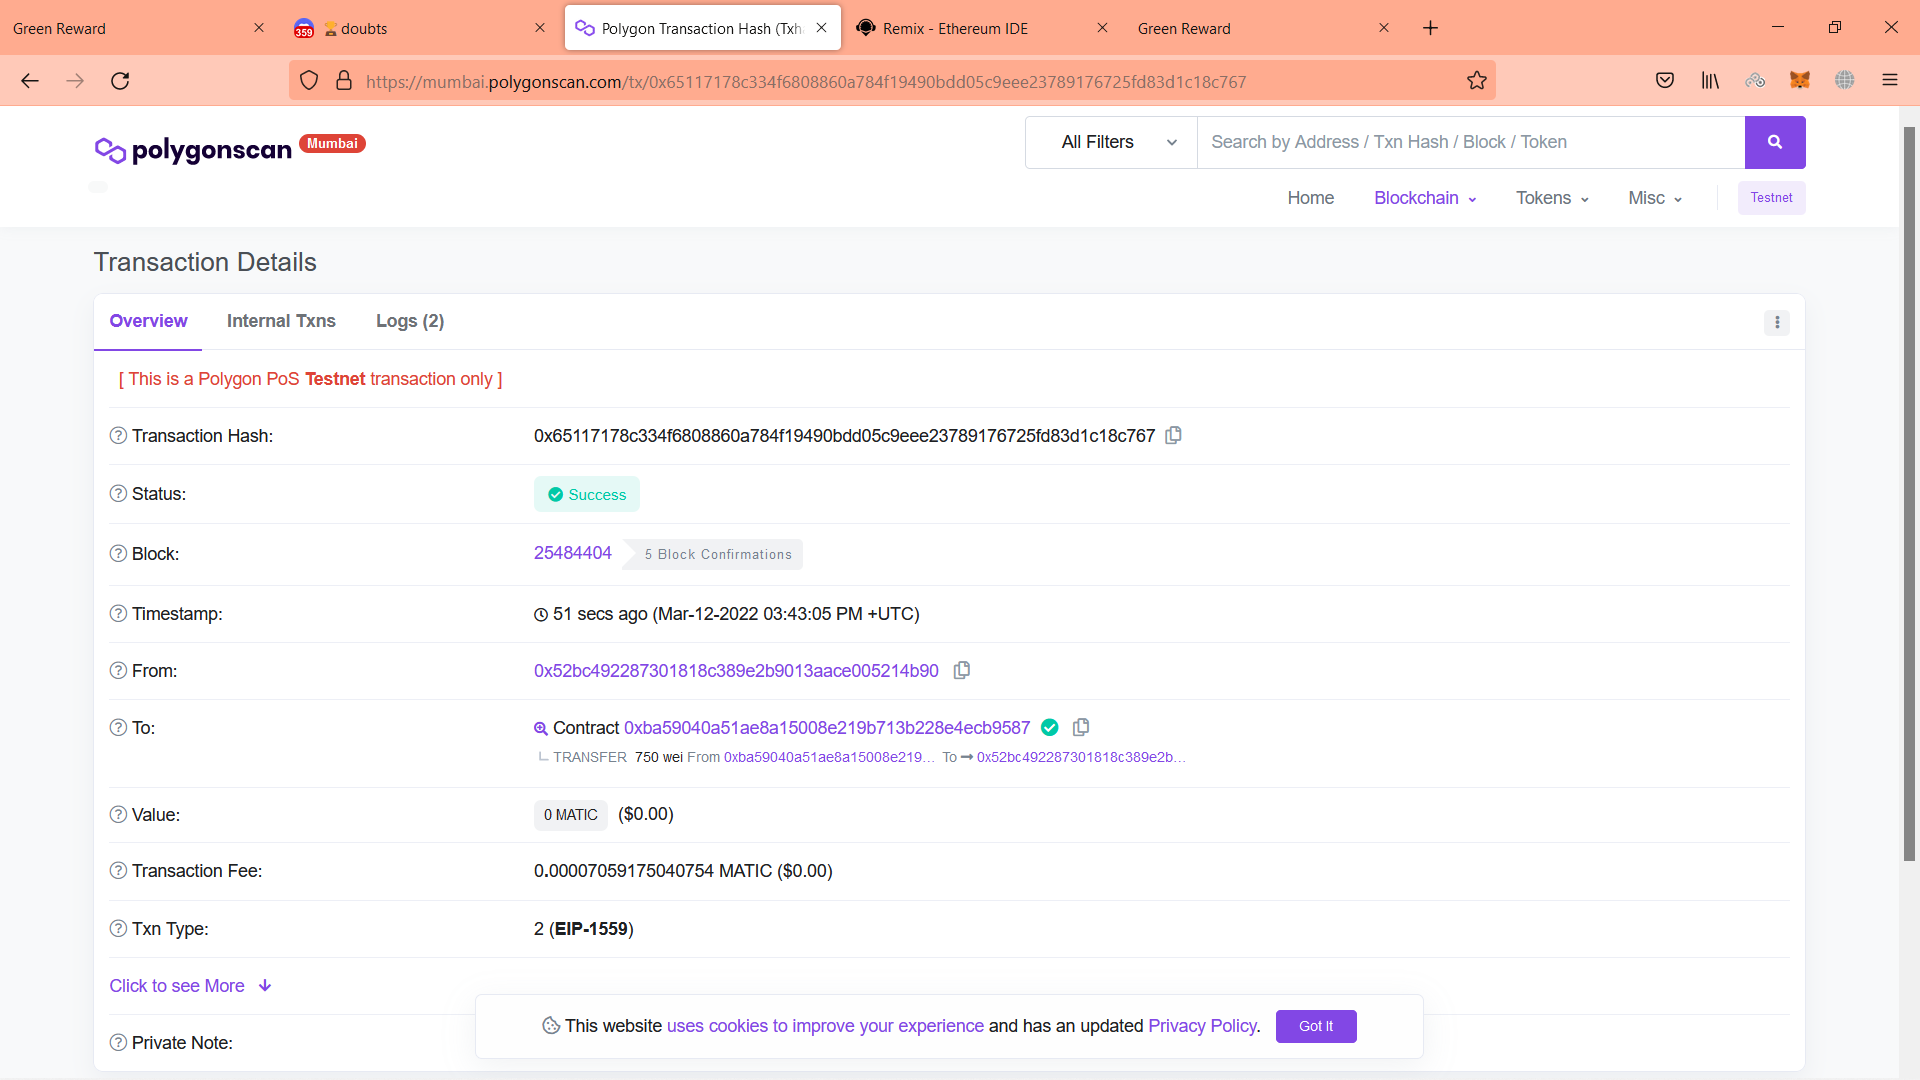 Green Reward
359 doubts
Polygon Transaction Hash (Txh
Remix - Ethereum IDE
Green Reward
https://mumbai.polygonscan.com/tx/0x65117178c334f6808860a784f19490bdd05c9eee23789176725fd83d1c18c767
polygonscan Mumbai
All Filters
Search by Address / Txn Hash / Block / Token
Home
Blockchain
Tokens
Misc
Testnet
Transaction Details
Overview
Internal Txns
Logs (2)
[ This is a Polygon PoS Testnet transaction only ]
Transaction Hash:
0x65117178c334f6808860a784f19490bdd05c9eee23789176725fd83d1c18c767
Status:
Success
Block:
25484404
5 Block Confirmations
Timestamp:
51 secs ago (Mar-12-2022 03:43:05 PM +UTC)
From:
0x52bc492287301818c389e2b9013aace005214b90
To:
Contract 0xba59040a51ae8a15008e219b713b228e4ecb9587
TRANSFER 750 wei From 0xba59040a51ae8a15008e219... To 0x52bc492287301818c389e2b...
Value:
0 MATIC ($0.00)
Transaction Fee:
0.00007059175040754 MATIC ($0.00)
Txn Type:
2 (EIP-1559)
Click to see More
Private Note:
This website uses cookies to improve your experience and has an updated Privacy Policy.
Got It